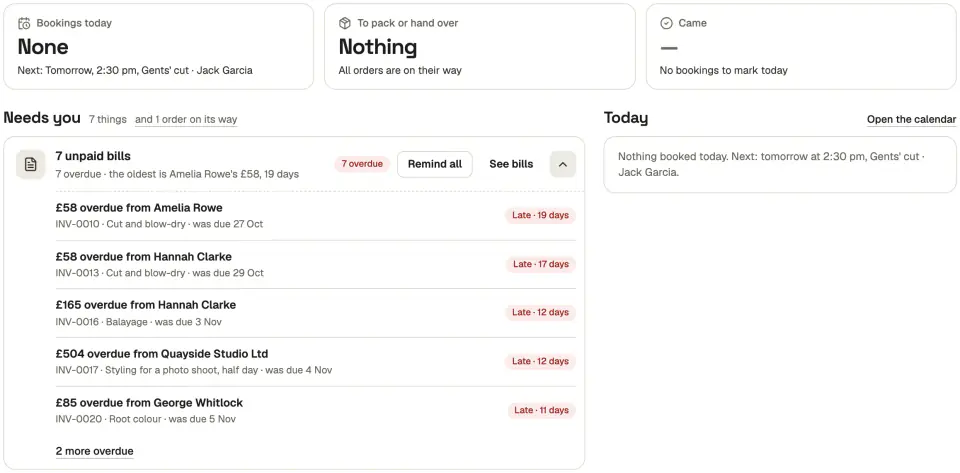 Bookings today
None
Next: Tomorrow, 2:30 pm, Gents' cut · Jack Garcia
To pack or hand over
Nothing
All orders are on their way
Came
—
No bookings to mark today
Needs you 7 things and 1 order on its way
7 unpaid bills
7 overdue · the oldest is Amelia Rowe's £58, 19 days
7 overdue
Remind all
See bills
£58 overdue from Amelia Rowe
INV-0010 · Cut and blow-dry · was due 27 Oct
Late · 19 days
£58 overdue from Hannah Clarke
INV-0013 · Cut and blow-dry · was due 29 Oct
Late · 17 days
£165 overdue from Hannah Clarke
INV-0016 · Balayage · was due 3 Nov
Late · 12 days
£504 overdue from Quayside Studio Ltd
INV-0017 · Styling for a photo shoot, half day · was due 4 Nov
Late · 12 days
£85 overdue from George Whitlock
INV-0020 · Root colour · was due 5 Nov
Late · 11 days
2 more overdue
Today
Open the calendar
Nothing booked today. Next: tomorrow at 2:30 pm, Gents' cut ·
Jack Garcia.